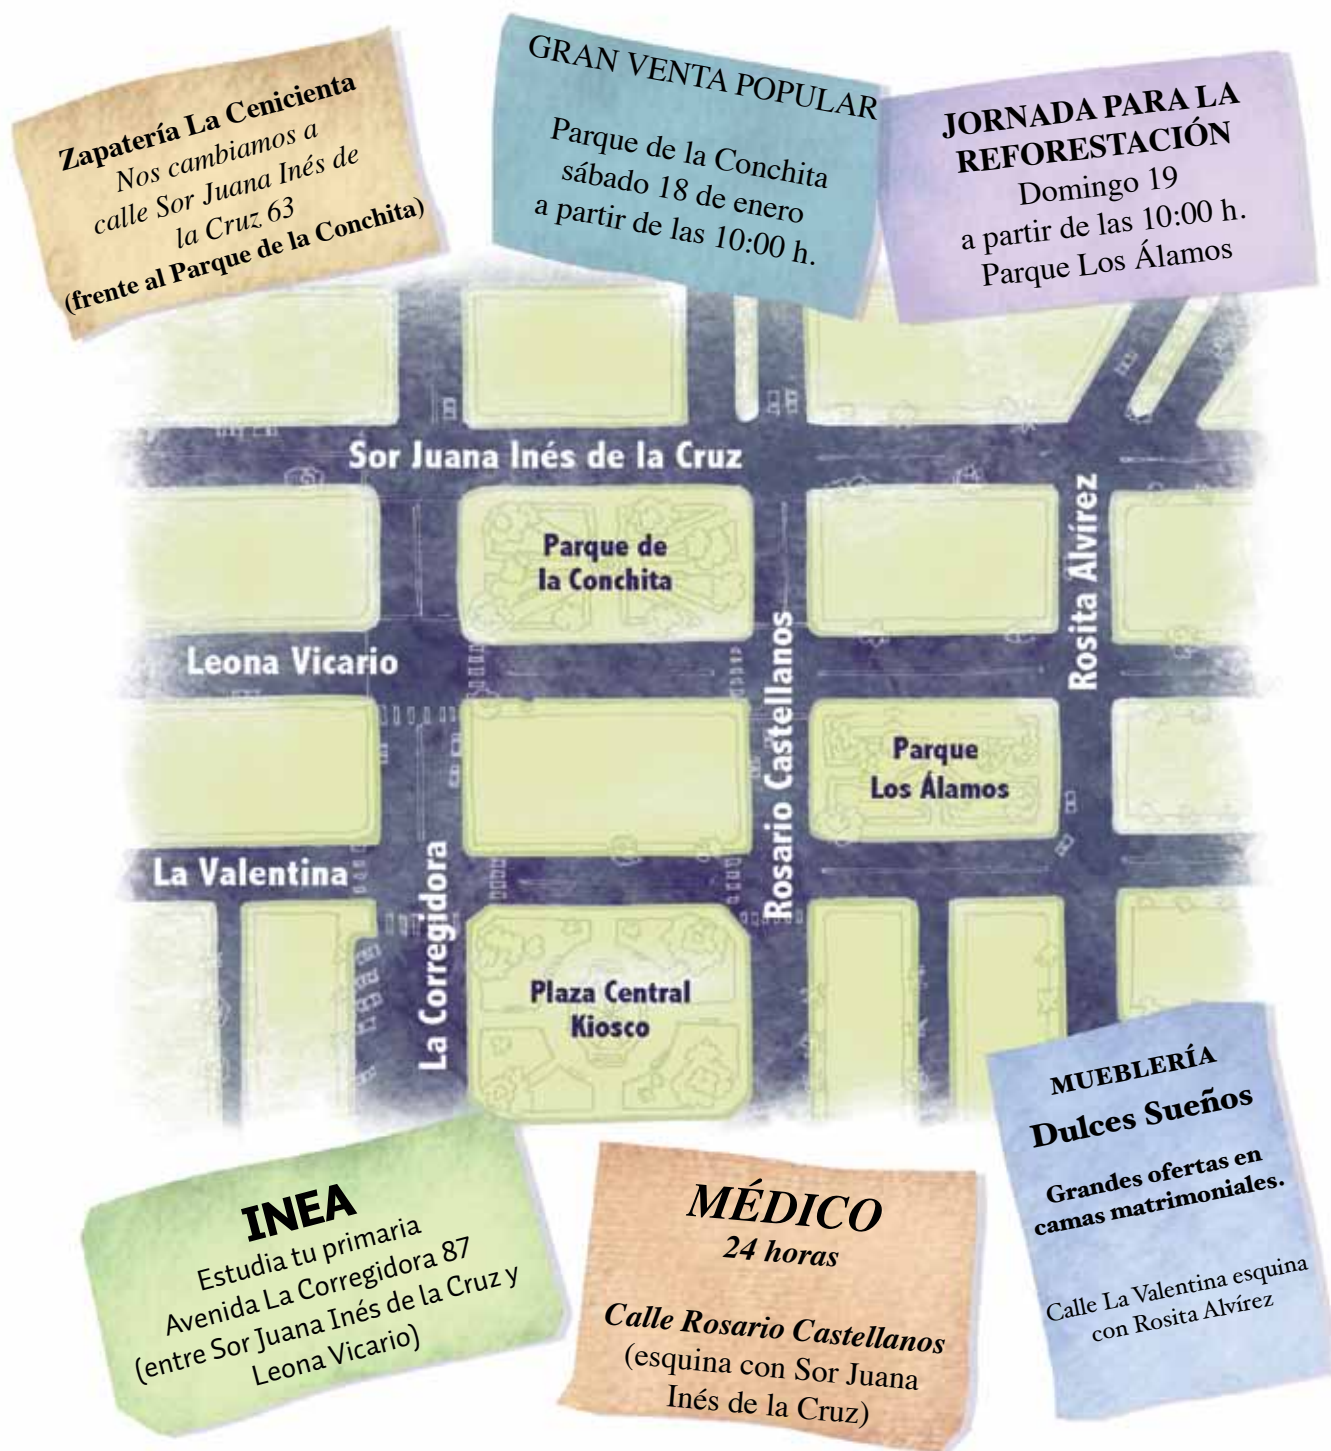 Zapatería La Cenicienta
Nos cambiamos a
calle Sor Juana Inés de
la Cruz 63
(frente al Parque de la Conchita)
GRAN VENTA POPULAR
Parque de la Conchita
sábado 18 de enero
a partir de las 10:00 h.
JORNADA PARA LA
REFORESTACIÓN
Domingo 19
a partir de las 10:00 h.
Parque Los Álamos
Sor Juana Inés de la Cruz
Parque de
la Conchita
Rosita Alvírez
Leona Vicario
Rosario Castellanos
Parque
Los Álamos
La Valentina
La Corregidora
Plaza Central
Kiosco
INEA
Estudia tu primaria
Avenida La Corregidora 87
(entre Sor Juana Inés de la Cruz y
Leona Vicario)
MÉDICO
24 horas
Calle Rosario Castellanos
(esquina con Sor Juana
Inés de la Cruz)
MUEBLERÍA
Dulces Sueños
Grandes ofertas en
camas matrimoniales.
Calle La Valentina esquina
con Rosita Alvírez